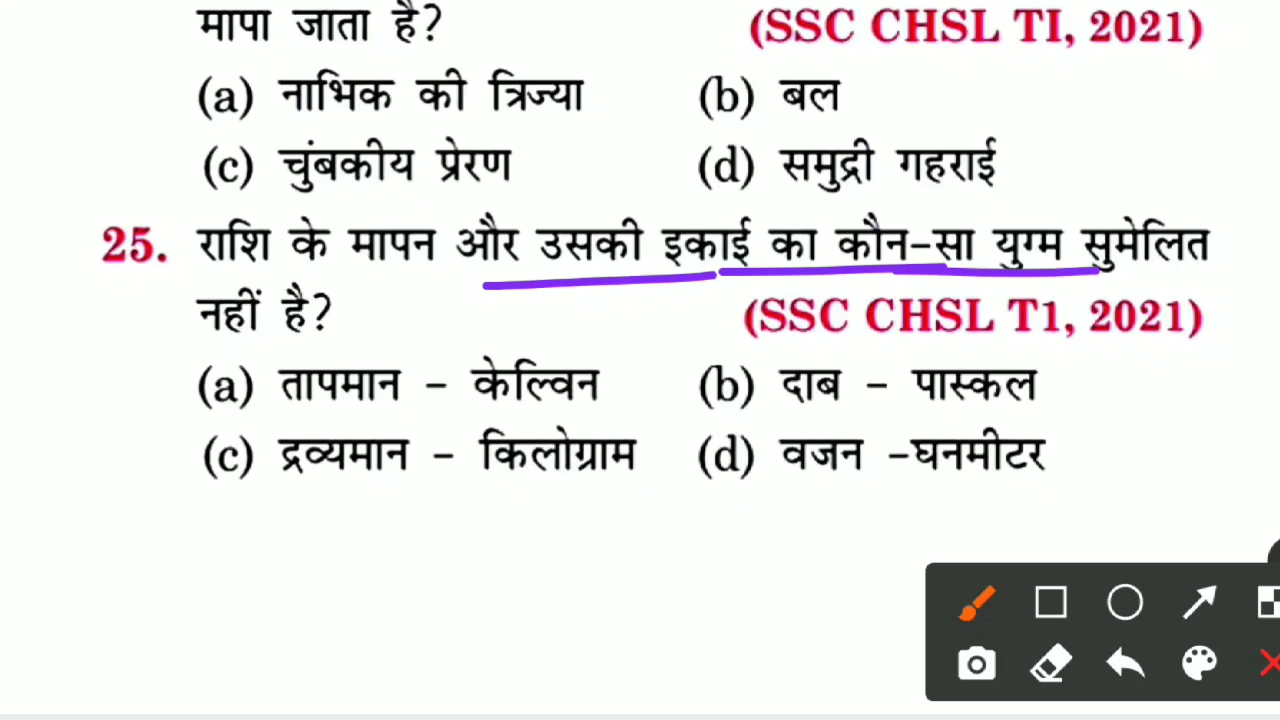 मापा जाता है? (SSC CHSL TI, 2021)
(a) नाभिक की त्रिज्या (b) बल
(c) चुंबकीय प्रेरण (d) समुद्री गहराई
25. राशि के मापन और उसकी इकाई का कौन-सा युग्म सुमेलित
नहीं है? (SSC CHSL T1, 2021)
(a) तापमान - केल्विन (b) दाब - पास्कल
(c) द्रव्यमान - किलोग्राम (d) वजन -घनमीटर